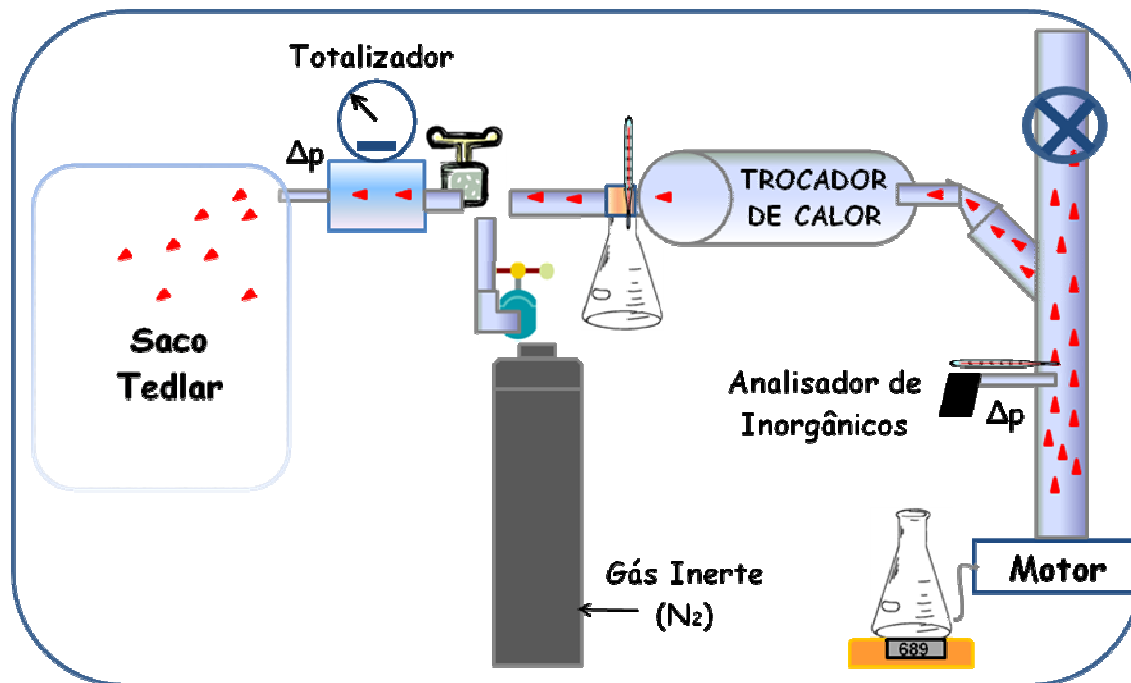 Totalizador
Δp
TROCADOR
DE CALOR
Saco
Tedlar
Analisador de
Inorgânicos
Δp
Gás Inerte
(N₂)
Motor
689